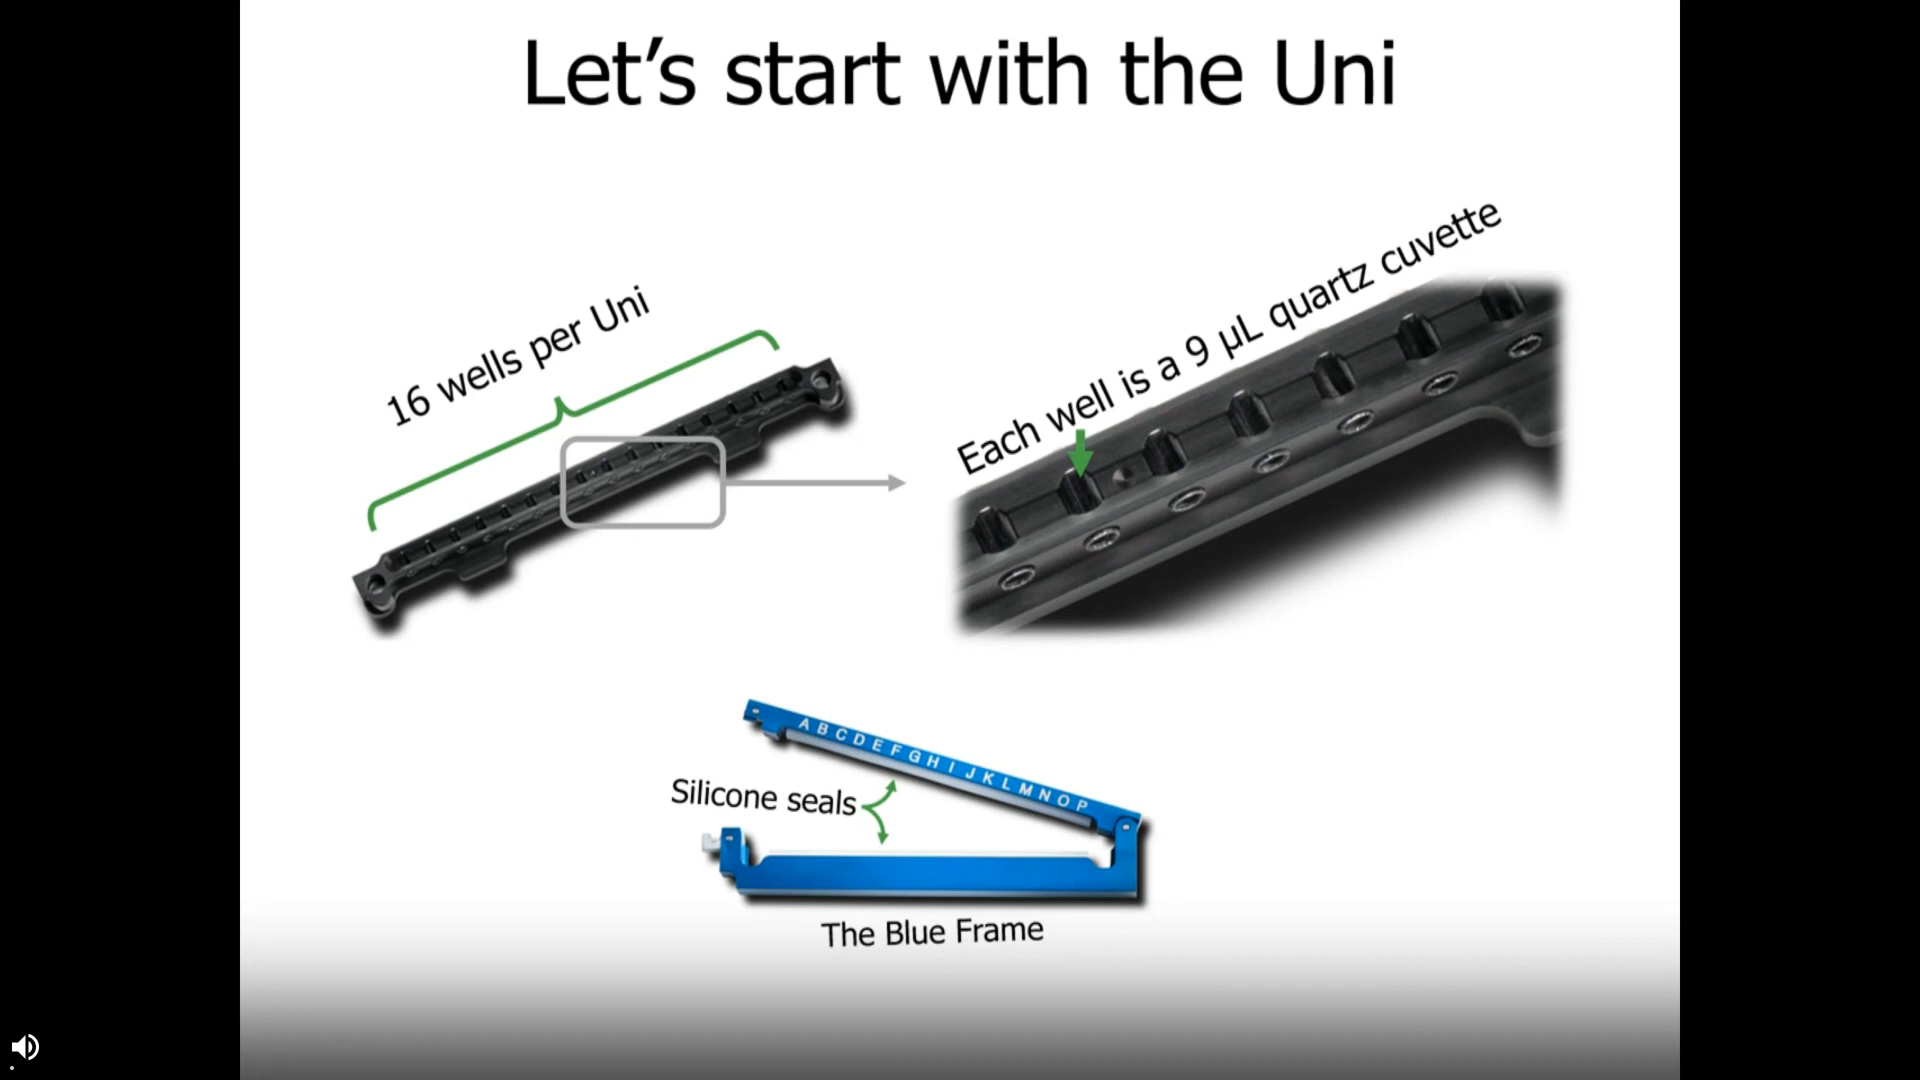 Let's start with the Uni
16 wells per Uni
Each well is a 9 µL quartz cuvette
A B C D E F G H I J K L M N O P
Silicone seals
The Blue Frame